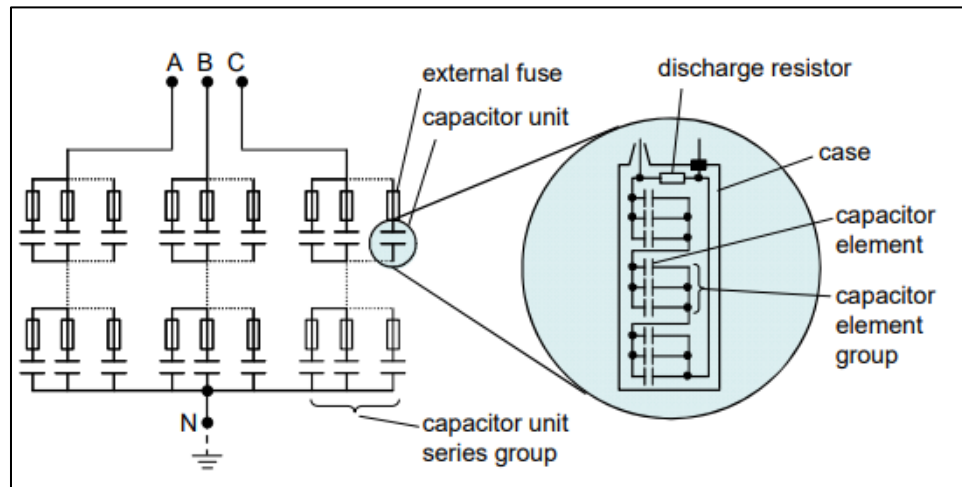 A B C
external fuse
capacitor unit
discharge resistor
case
capacitor
element
capacitor
element
group
N
capacitor unit
series group